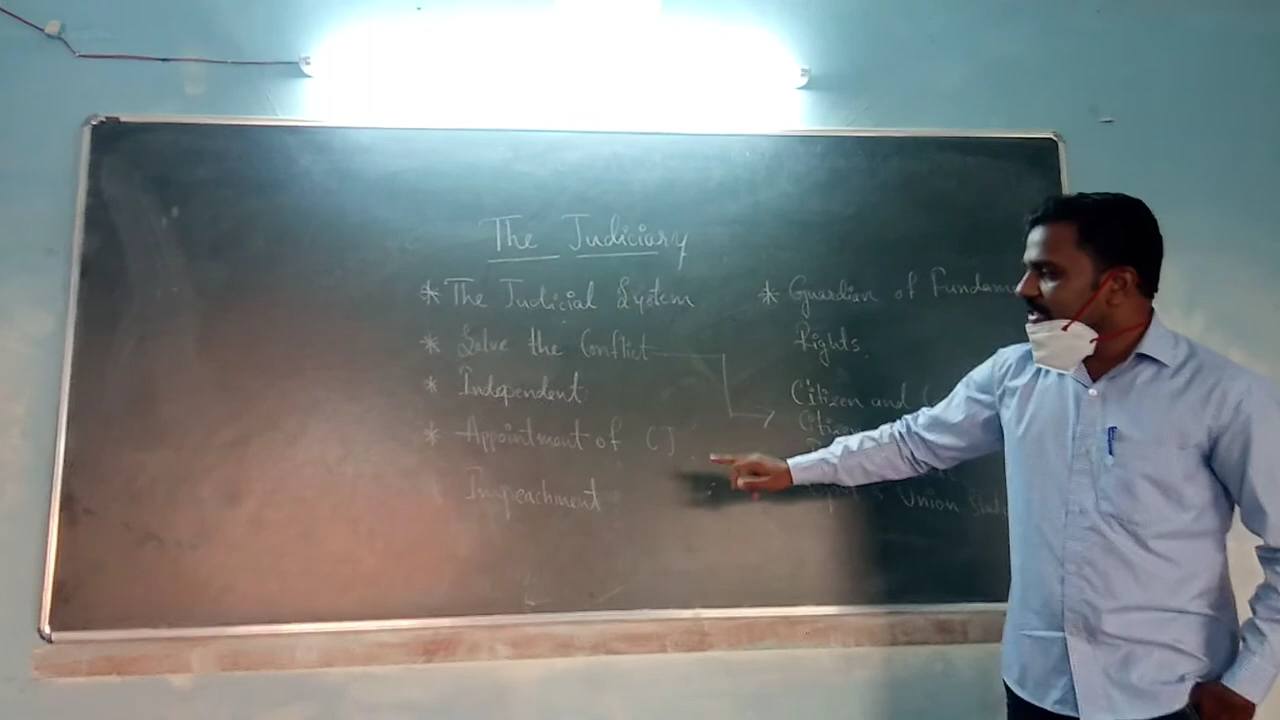 The Judiciary
* The Judicial System
* Solve the Conflict
* Independent
* Appointment of CJ
Impeachment
* Guardian of Fundam
Rights.
Citizen and
Citizen
Union